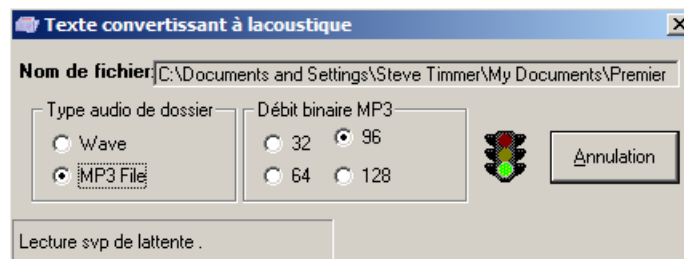 Texte convertissant à lacoustique
Nom de fichier: C:\Documents and Settings\Steve Timmer\My Documents\Premier
Type audio de dossier
Wave
MP3 File
Débit binaire MP3
32 96
64 128
Annulation
Lecture svp de lattente .